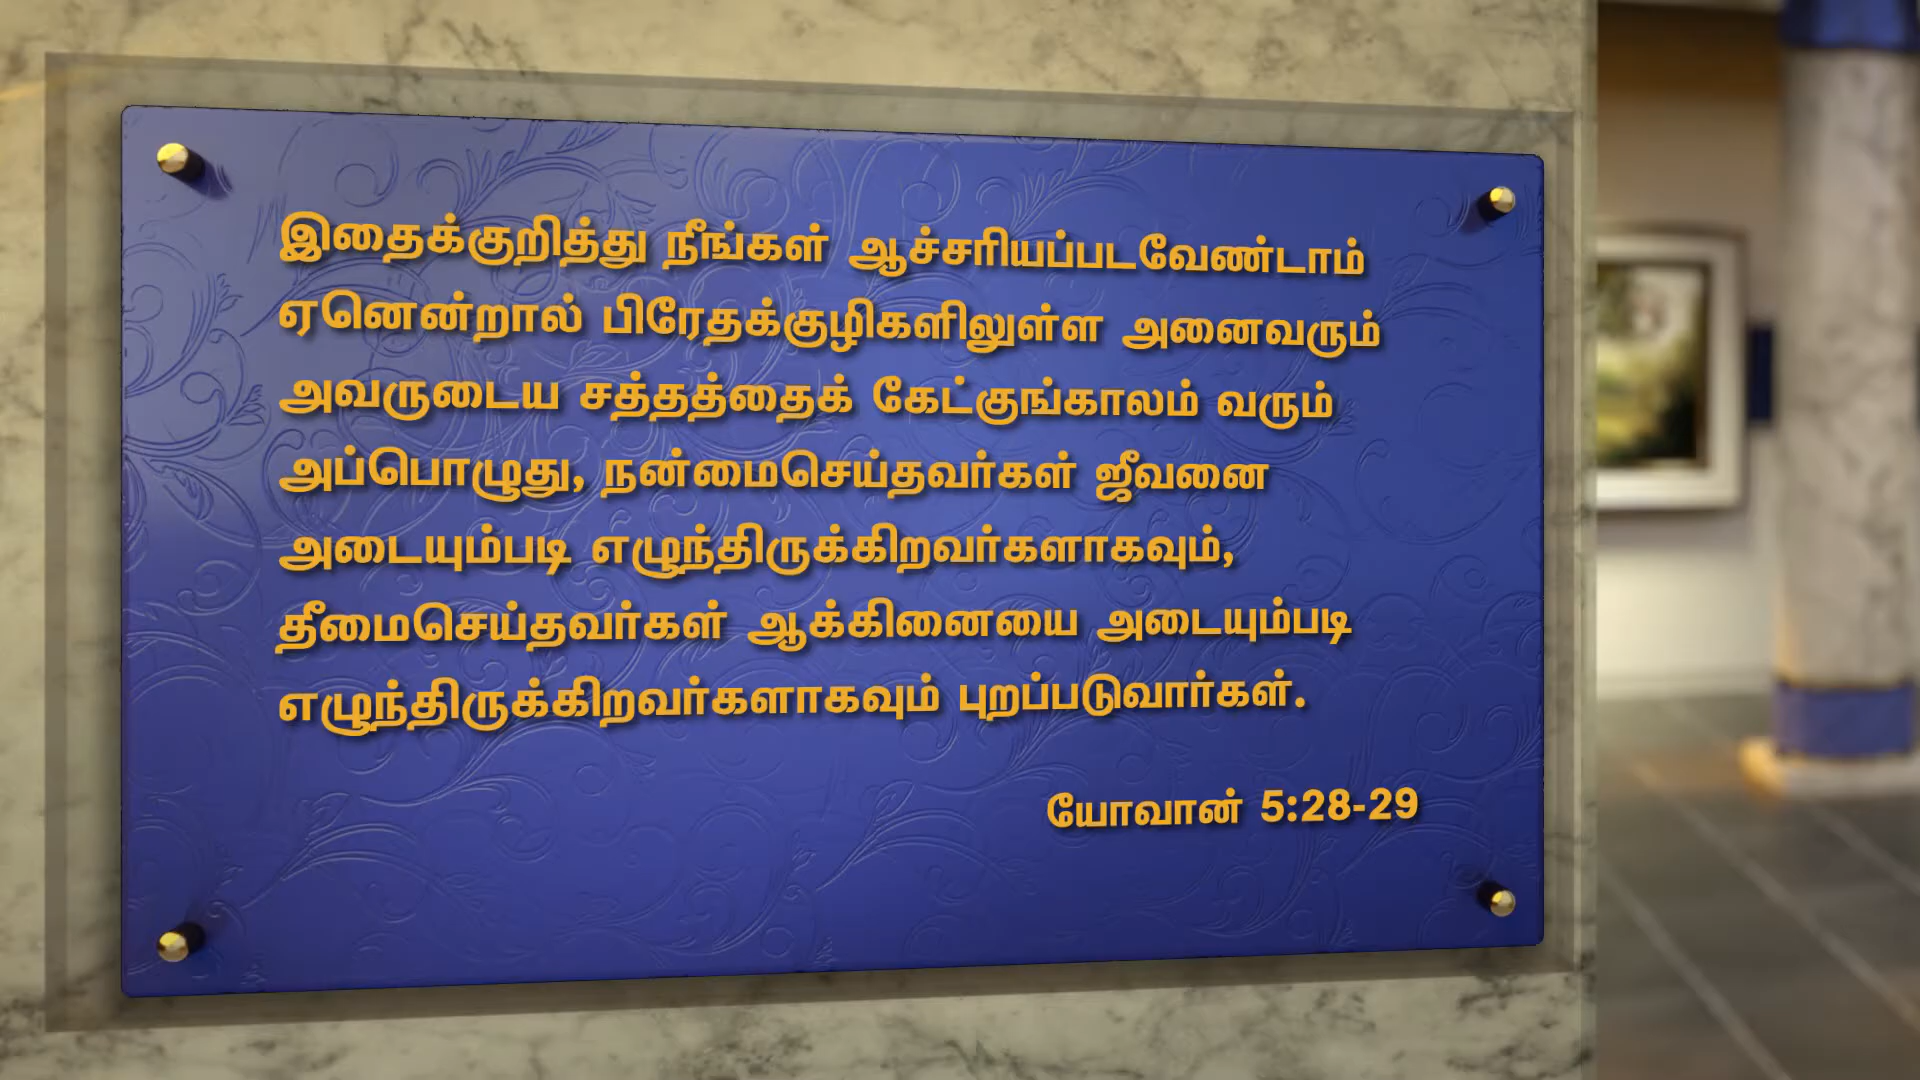 இதைக்குறித்து நீங்கள் ஆச்சரியப்படவேண்டாம்
ஏனென்றால் பிரேதக்குழிகளிலுள்ள அனைவரும்
அவருடைய சத்தத்தைக் கேட்குங்காலம் வரும்
அப்பொழுது, நன்மைசெய்தவர்கள் ஜீவனை
அடையும்படி எழுந்திருக்கிறவர்களாகவும்,
தீமைசெய்தவர்கள் ஆக்கினையை அடையும்படி
எழுந்திருக்கிறவர்களாகவும் புறப்படுவார்கள்.
யோவான் 5:28-29